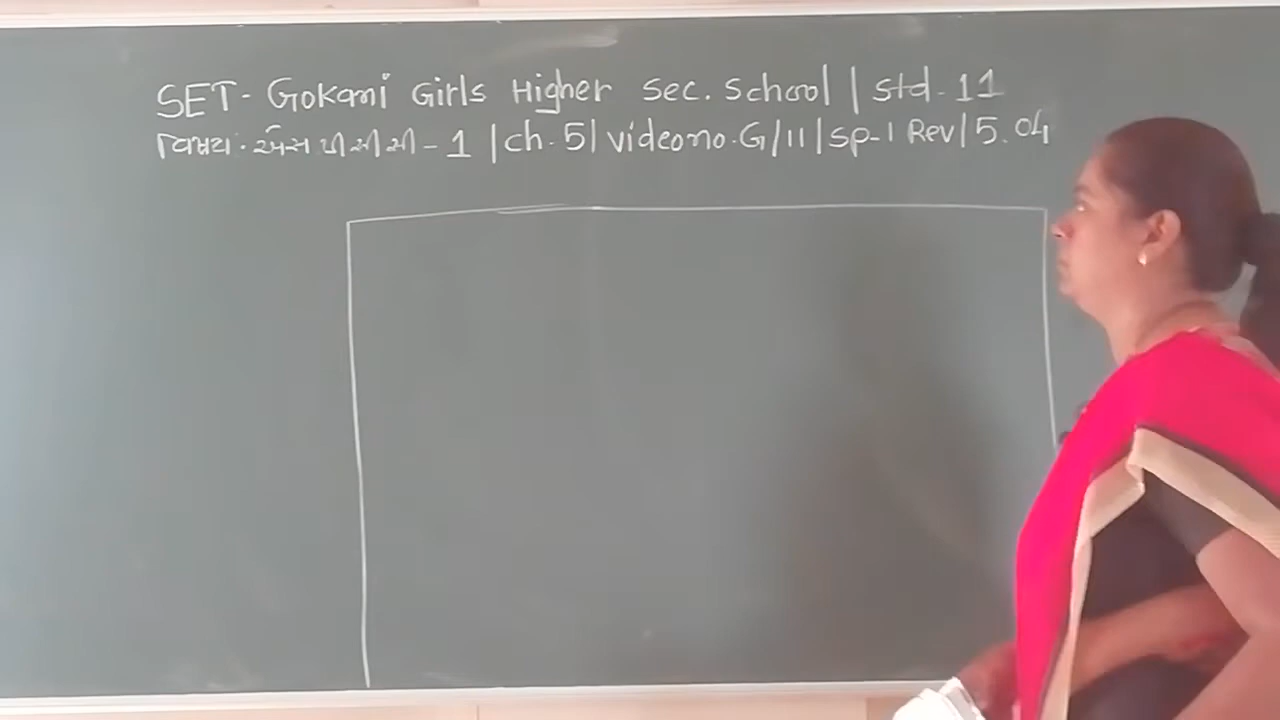 SET- Gokani Girls Higher Sec. School | Std-11
વિષય: એસ પી સી સી - 1 | ch. 5 | video no. G/11 | Sp-1 Rev | 5.04